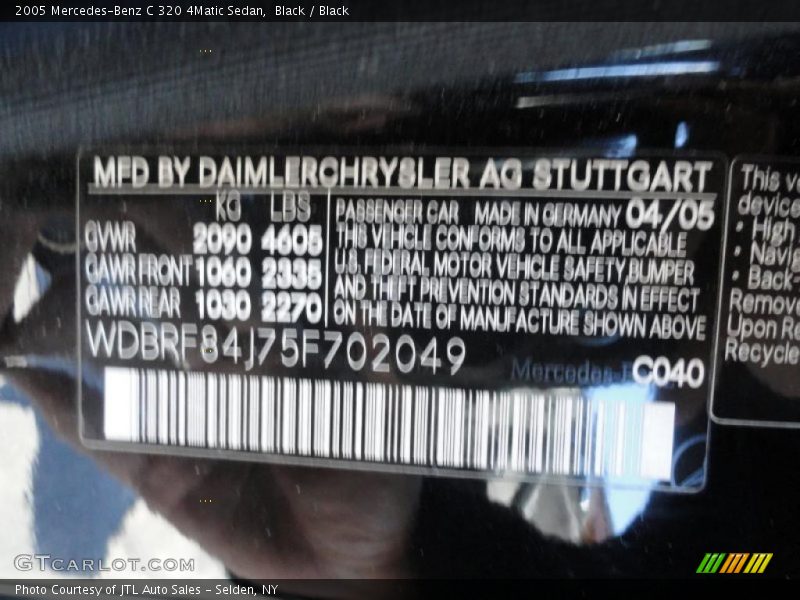 2005 Mercedes-Benz C 320 4Matic Sedan, Black / Black
MFD BY DAIMLERCHRYSLER AG STUTTGART
KG LBS
GVWR 2090 4605
GAWR FRONT 1060 2335
GAWR REAR 1030 2270
PASSENGER CAR MADE IN GERMANY 04/05
THIS VEHICLE CONFORMS TO ALL APPLICABLE
U.S. FEDERAL MOTOR VEHICLE SAFETY BUMPER
AND THEFT PREVENTION STANDARDS IN EFFECT
ON THE DATE OF MANUFACTURE SHOWN ABOVE
WDBRF84J75F702049
Mercedes-B C040
This ve
device
• High
• Navig
• Back-
Remove
Upon Re
Recycle
GTCARLOT.COM
Photo Courtesy of JTL Auto Sales - Selden, NY